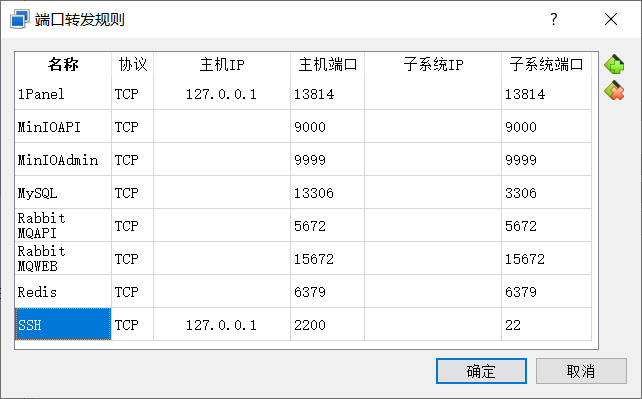 端口转发规则
名称 协议 主机IP 主机端口 子系统IP 子系统端口
1Panel TCP 127.0.0.1 13814 13814
MinIOAPI TCP 9000 9000
MinIOAdmin TCP 9999 9999
MySQL TCP 13306 3306
Rabbit
MQAPI TCP 5672 5672
Rabbit
MQWEB TCP 15672 15672
Redis TCP 6379 6379
SSH TCP 127.0.0.1 2200 22
确定 取消